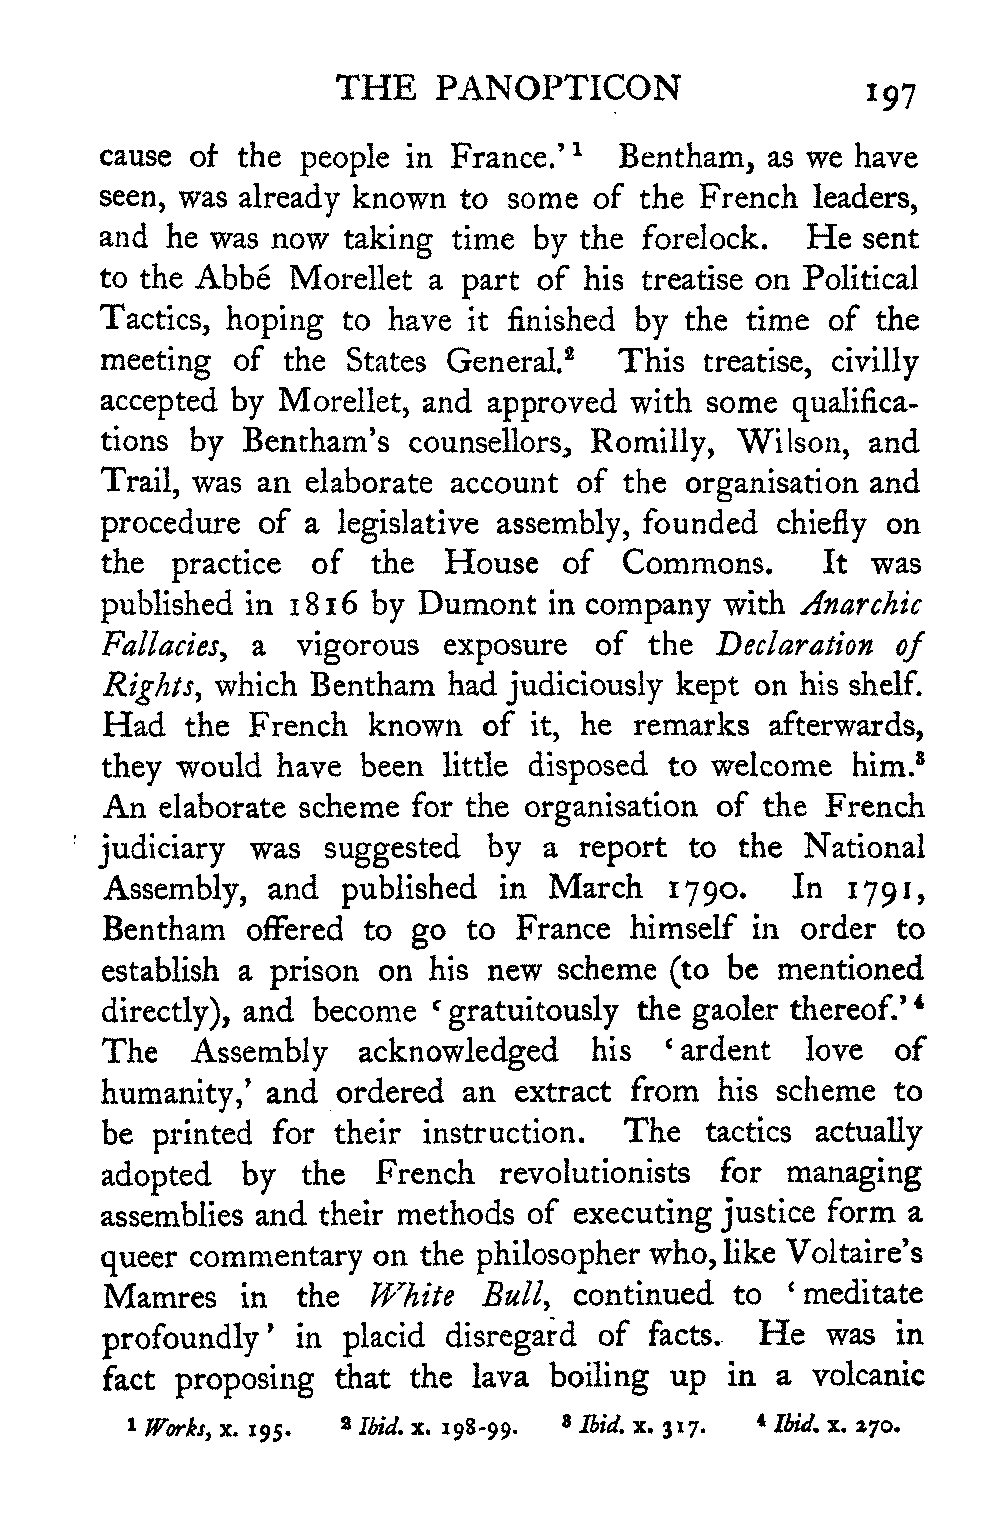 THE PANOPTICON 197
cause of the people in France.’ ¹ Bentham, as we have
seen, was already known to some of the French leaders,
and he was now taking time by the forelock. He sent
to the Abbé Morellet a part of his treatise on Political
Tactics, hoping to have it finished by the time of the
meeting of the States General.² This treatise, civilly
accepted by Morellet, and approved with some qualifica-
tions by Bentham’s counsellors, Romilly, Wilson, and
Trail, was an elaborate account of the organisation and
procedure of a legislative assembly, founded chiefly on
the practice of the House of Commons. It was
published in 1816 by Dumont in company with Anarchic
Fallacies, a vigorous exposure of the Declaration of
Rights, which Bentham had judiciously kept on his shelf.
Had the French known of it, he remarks afterwards,
they would have been little disposed to welcome him.³
An elaborate scheme for the organisation of the French
judiciary was suggested by a report to the National
Assembly, and published in March 1790. In 1791,
Bentham offered to go to France himself in order to
establish a prison on his new scheme (to be mentioned
directly), and become ‘gratuitously the gaoler thereof.’ ⁴
The Assembly acknowledged his ‘ardent love of
humanity,’ and ordered an extract from his scheme to
be printed for their instruction. The tactics actually
adopted by the French revolutionists for managing
assemblies and their methods of executing justice form a
queer commentary on the philosopher who, like Voltaire’s
Mamres in the White Bull, continued to ‘meditate
profoundly’ in placid disregard of facts. He was in
fact proposing that the lava boiling up in a volcanic
¹ Works, x. 195. ² Ibid. x. 198-99. ³ Ibid. x. 317. ⁴ Ibid. x. 270.